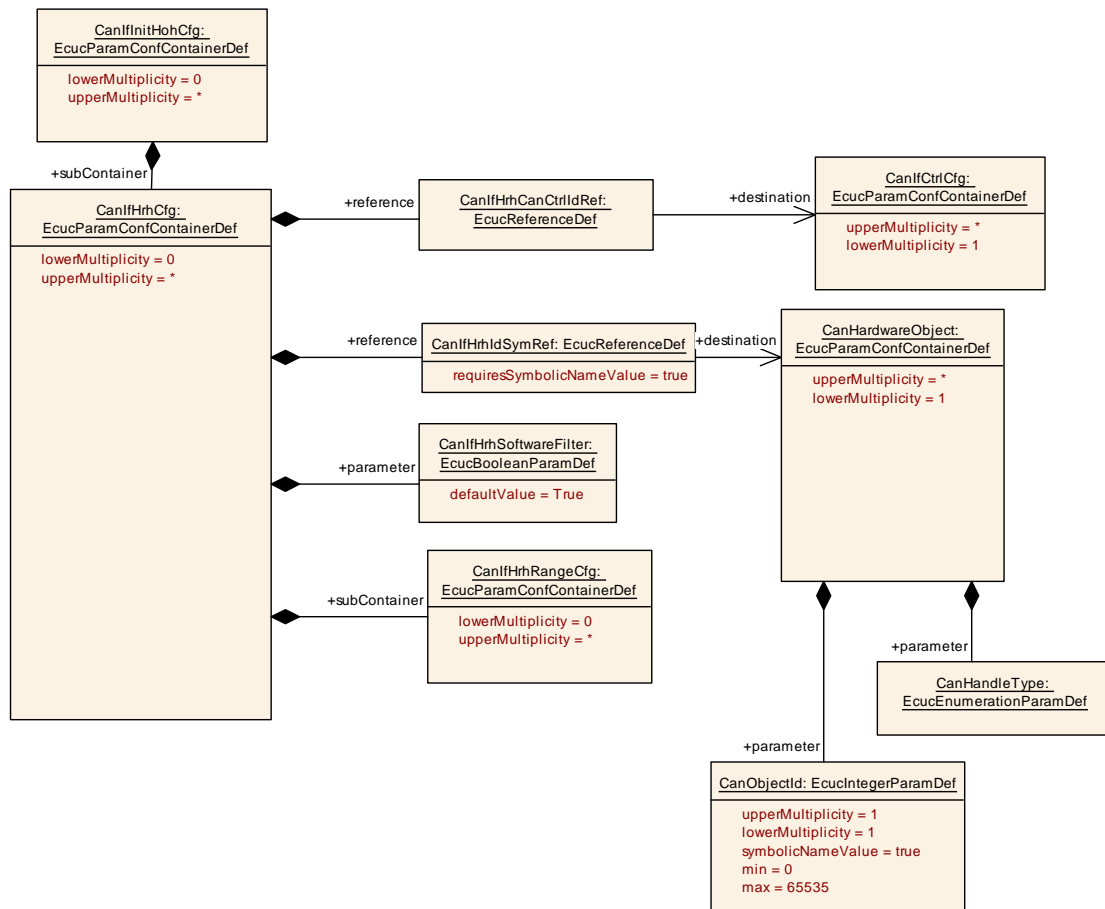 CanIfInitHohCfg:
EcucParamConfContainerDef
lowerMultiplicity = 0
upperMultiplicity = *
+subContainer
CanIfHrhCfg:
EcucParamConfContainerDef
lowerMultiplicity = 0
upperMultiplicity = *
+reference
CanIfHrhCanCtrlIdRef:
EcucReferenceDef
+destination
CanIfCtrlCfg:
EcucParamConfContainerDef
upperMultiplicity = *
lowerMultiplicity = 1
+reference
CanIfHrhIdSymRef: EcucReferenceDef
requiresSymbolicNameValue = true
+destination
CanHardwareObject:
EcucParamConfContainerDef
upperMultiplicity = *
lowerMultiplicity = 1
+parameter
CanIfHrhSoftwareFilter:
EcucBooleanParamDef
defaultValue = True
+subContainer
CanIfHrhRangeCfg:
EcucParamConfContainerDef
lowerMultiplicity = 0
upperMultiplicity = *
+parameter
CanHandleType:
EcucEnumerationParamDef
+parameter
CanObjectId: EcucIntegerParamDef
upperMultiplicity = 1
lowerMultiplicity = 1
symbolicNameValue = true
min = 0
max = 65535